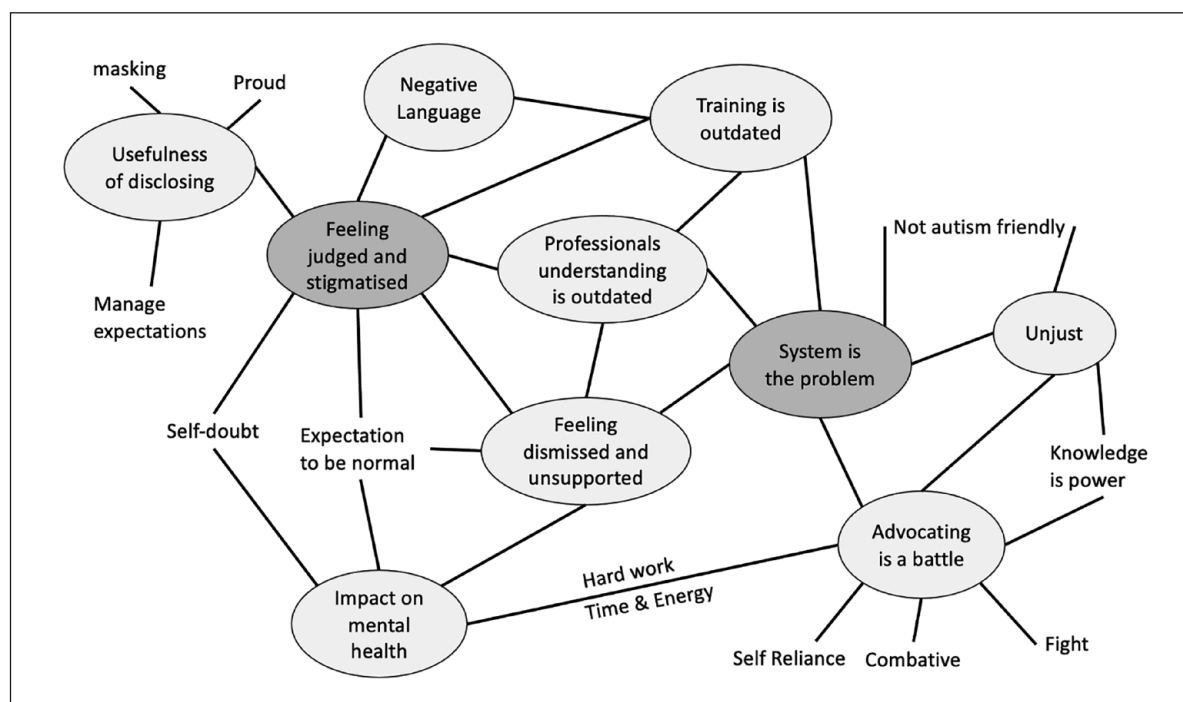 masking
Proud
Negative
Language
Training is
outdated
Usefulness
of disclosing
Feeling
judged and
stigmatised
Professionals
understanding
is outdated
Not autism friendly
Manage
expectations
System is
the problem
Unjust
Self-doubt
Expectation
to be normal
Feeling
dismissed and
unsupported
Knowledge
is power
Advocating
is a battle
Hard work
Time & Energy
Impact on
mental
health
Self Reliance
Combative
Fight